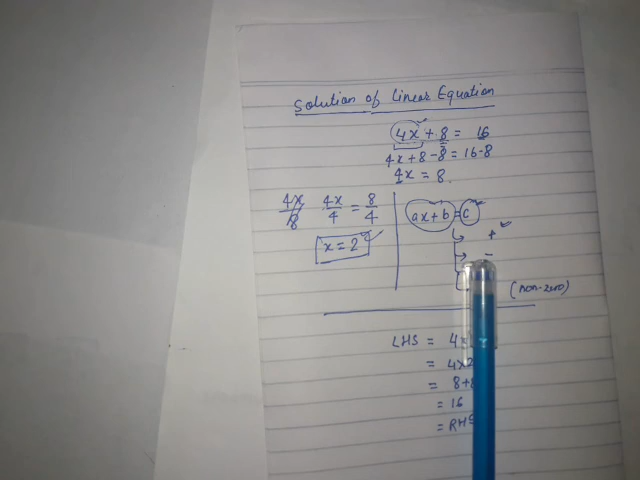 Solution of Linear Equation
4x + 8 = 16
4x + 8 - 8 = 16 - 8
4x = 8
4x/8 4x/4 = 8/4
x = 2
ax + b = c
+
-
(non-zero)
LHS = 4x
= 4x2
= 8+8
= 16
= RHS